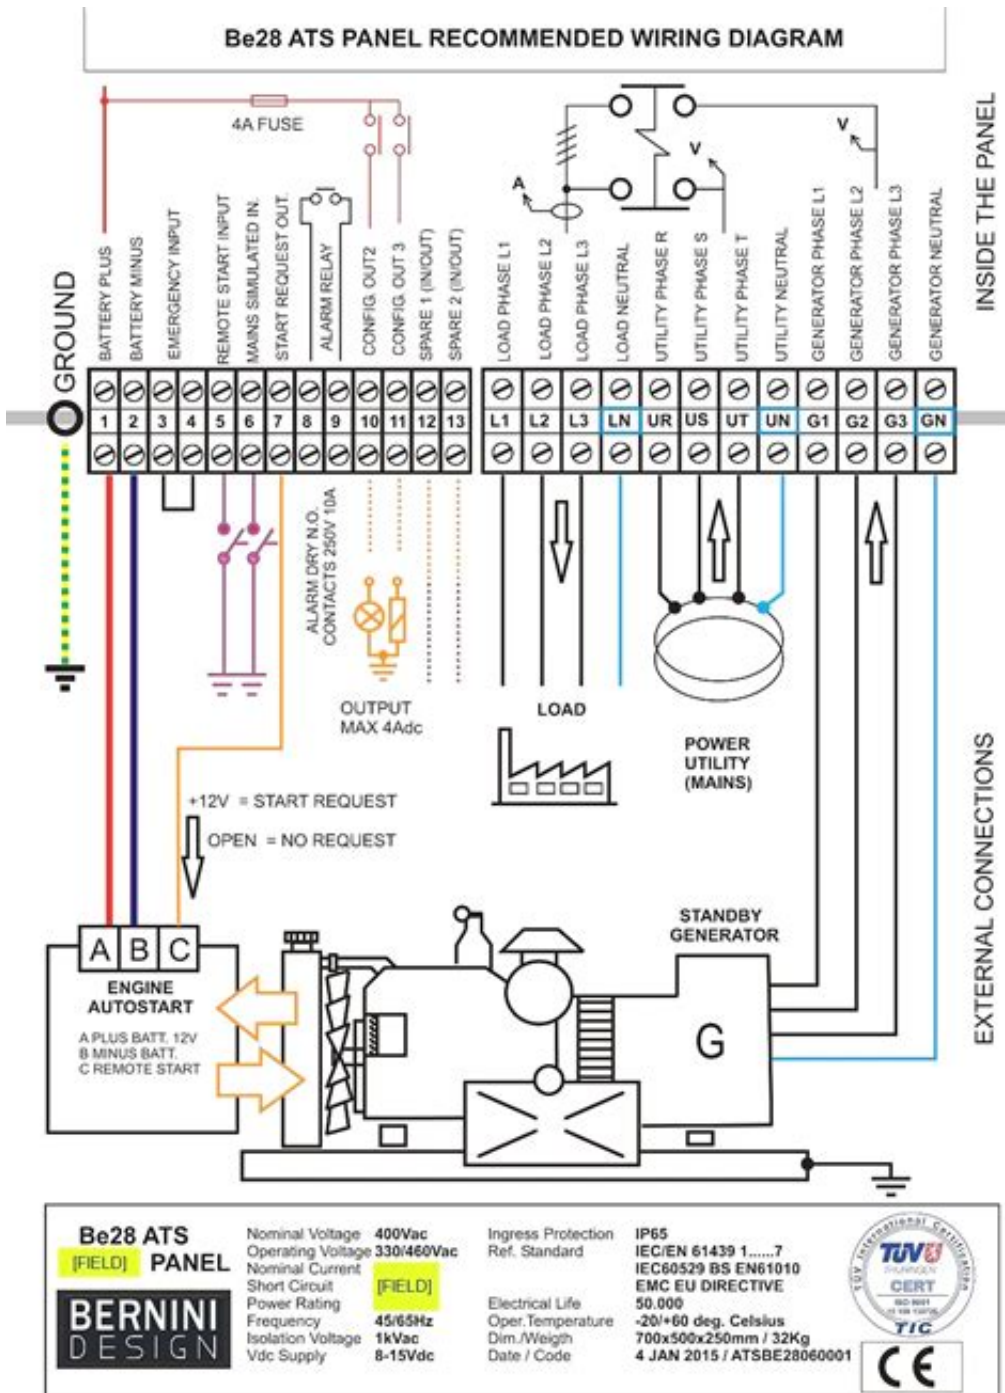 Be28 ATS PANEL RECOMMENDED WIRING DIAGRAM
INSIDE THE PANEL
4A FUSE
A
V
V
GROUND
BATTERY PLUS
BATTERY MINUS
EMERGENCY INPUT
REMOTE START INPUT
MAINS SIMULATED IN.
START REQUEST OUT.
ALARM RELAY
CONFIG. OUT2
CONFIG. OUT 3
SPARE 1 (IN/OUT)
SPARE 2 (IN/OUT)
LOAD PHASE L1
LOAD PHASE L2
LOAD PHASE L3
LOAD NEUTRAL
UTILITY PHASE R
UTILITY PHASE S
UTILITY PHASE T
UTILITY NEUTRAL
GENERATOR PHASE L1
GENERATOR PHASE L2
GENERATOR PHASE L3
GENERATOR NEUTRAL
1 2 3 4 5 6 7 8 9 10 11 12 13
L1 L2 L3 LN UR US UT UN G1 G2 G3 GN
ALARM DRY N.O.
CONTACTS 250V 10A
OUTPUT
MAX 4Adc
LOAD
POWER
UTILITY
(MAINS)
EXTERNAL CONNECTIONS
+12V = START REQUEST
OPEN = NO REQUEST
A B C
ENGINE
AUTOSTART
A PLUS BATT. 12V
B MINUS BATT.
C REMOTE START
STANDBY
GENERATOR
G
Be28 ATS
[FIELD] PANEL
BERNINI
DESIGN
Nominal Voltage 400Vac
Operating Voltage 330/460Vac
Nominal Current
Short Circuit [FIELD]
Power Rating
Frequency 45/65Hz
Isolation Voltage 1kVac
Vdc Supply 8-15Vdc
Ingress Protection IP65
Ref. Standard IEC/EN 61439 1......7
IEC60529 BS EN61010
EMC EU DIRECTIVE
Electrical Life 50.000
Oper.Temperature -20/+60 deg. Celsius
Dim./Weigth 700x500x250mm / 32Kg
Date / Code 4 JAN 2015 / ATSBE28060001
TÜV International Certification
TÜV
THÜRINGEN
CERT
ISO 9001
TIC
CE